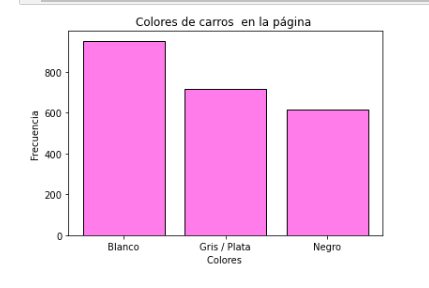 Colores de carros  en la página
Frecuencia
800
600
400
200
0
Blanco
Gris / Plata
Negro
Colores